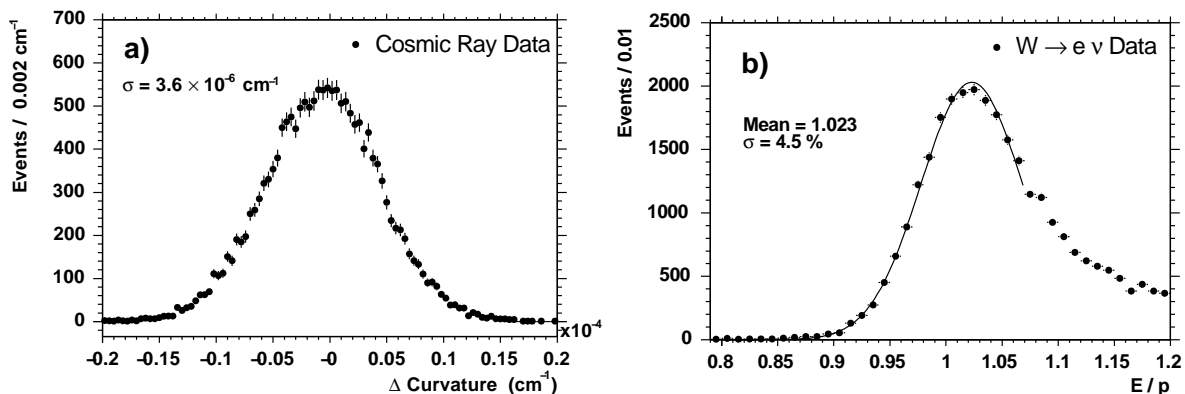 a)
● Cosmic Ray Data
σ = 3.6 × 10⁻⁶ cm⁻¹
Events / 0.002 cm⁻¹
700
600
500
400
300
200
100
0
-0.2 -0.15 -0.1 -0.05 -0 0.05 0.1 0.15 0.2
x10⁻⁴
Δ Curvature (cm⁻¹)
b)
● W → e ν Data
Mean = 1.023
σ = 4.5 %
Events / 0.01
2500
2000
1500
1000
500
0
0.8 0.85 0.9 0.95 1 1.05 1.1 1.15 1.2
E / p